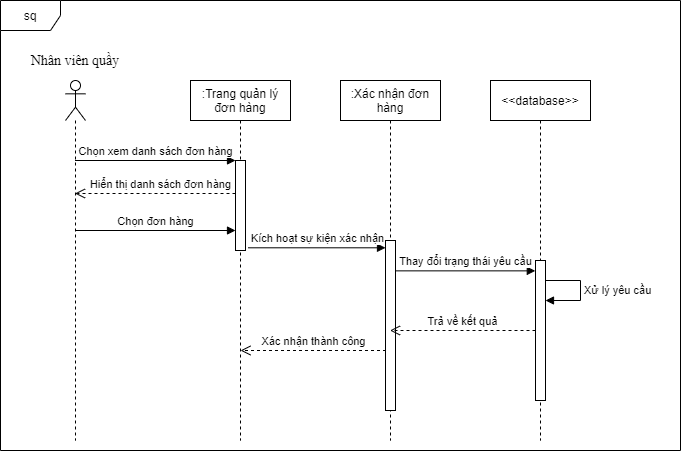 sq
Nhân viên quầy
:Trang quản lý
đơn hàng
:Xác nhận đơn
hàng
<<database>>
Chọn xem danh sách đơn hàng
Hiển thị danh sách đơn hàng
Chọn đơn hàng
Kích hoạt sự kiện xác nhận
Thay đổi trạng thái yêu cầu
Xử lý yêu cầu
Trả về kết quả
Xác nhận thành công